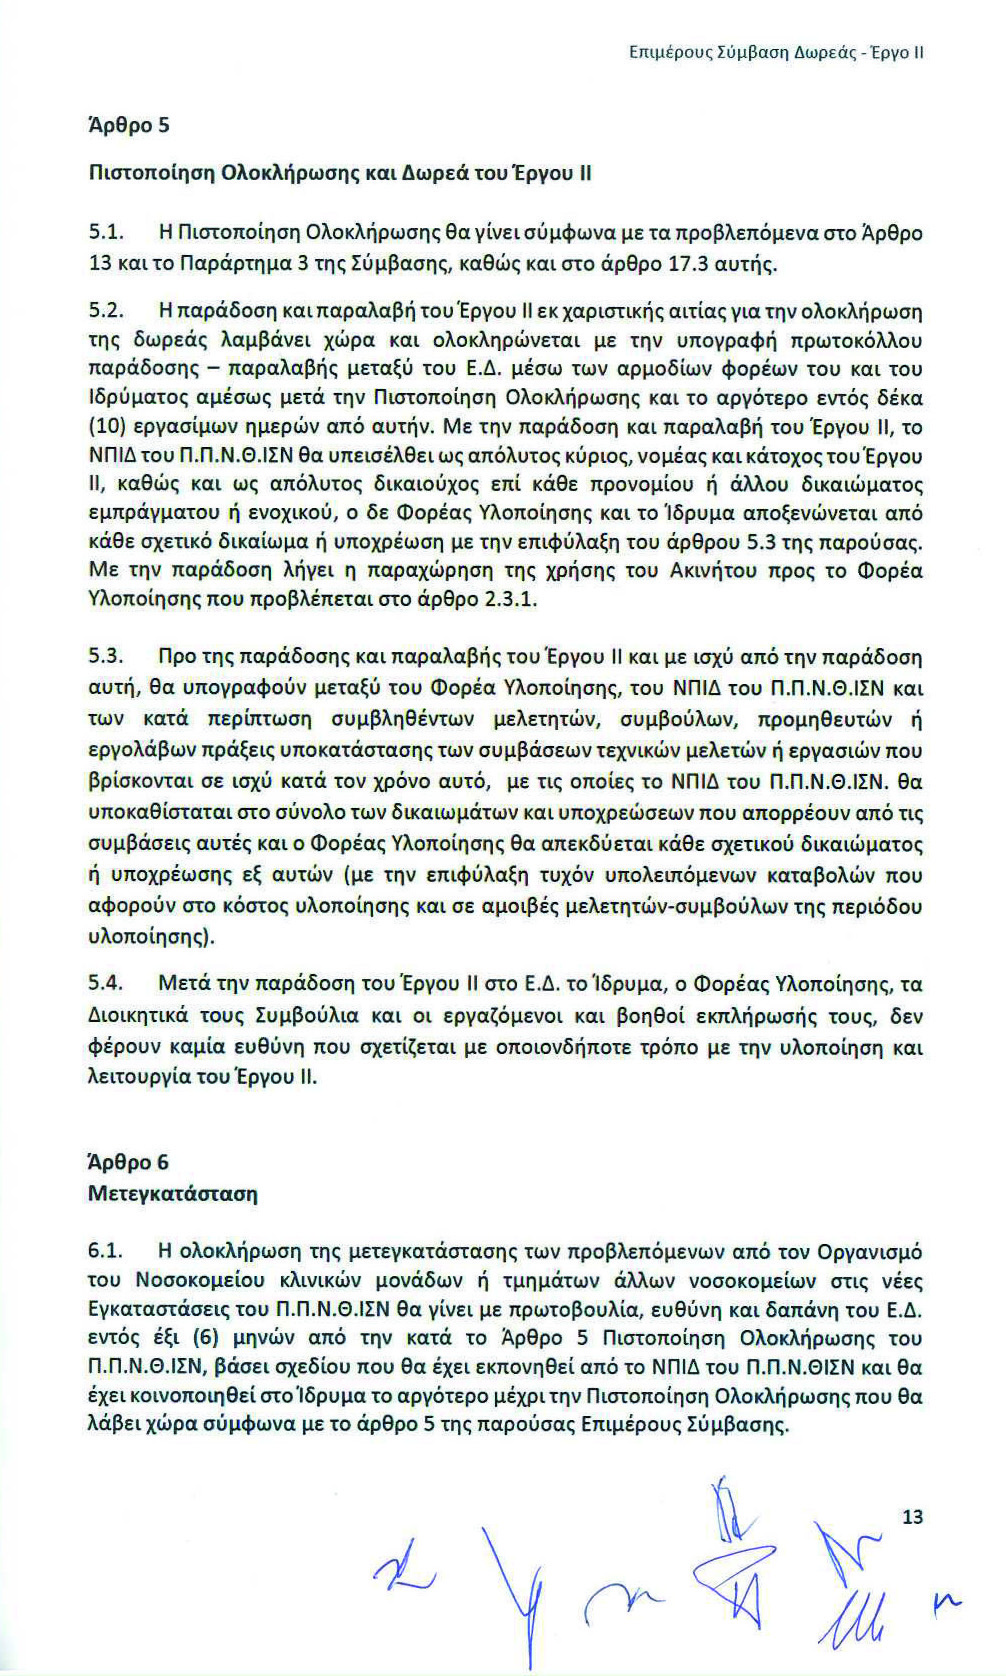 Επιμέρους Σύμβαση Δωρεάς - Έργο ΙΙ
Άρθρο 5
Πιστοποίηση Ολοκλήρωσης και Δωρεά του Έργου ΙΙ
5.1. Η Πιστοποίηση Ολοκλήρωσης θα γίνει σύμφωνα με τα προβλεπόμενα στο Άρθρο
13 και το Παράρτημα 3 της Σύμβασης, καθώς και στο άρθρο 17.3 αυτής.
5.2. Η παράδοση και παραλαβή του Έργου ΙΙ εκ χαριστικής αιτίας για την ολοκλήρωση
της δωρεάς λαμβάνει χώρα και ολοκληρώνεται με την υπογραφή πρωτοκόλλου
παράδοσης – παραλαβής μεταξύ του Ε.Δ. μέσω των αρμοδίων φορέων του και του
Ιδρύματος αμέσως μετά την Πιστοποίηση Ολοκλήρωσης και το αργότερο εντός δέκα
(10) εργασίμων ημερών από αυτήν. Με την παράδοση και παραλαβή του Έργου ΙΙ, το
ΝΠΙΔ του Π.Π.Ν.Θ.ΙΣΝ θα υπεισέλθει ως απόλυτος κύριος, νομέας και κάτοχος του Έργου
ΙΙ, καθώς και ως απόλυτος δικαιούχος επί κάθε προνομίου ή άλλου δικαιώματος
εμπράγματου ή ενοχικού, ο δε Φορέας Υλοποίησης και το Ίδρυμα αποξενώνεται από
κάθε σχετικό δικαίωμα ή υποχρέωση με την επιφύλαξη του άρθρου 5.3 της παρούσας.
Με την παράδοση λήγει η παραχώρηση της χρήσης του Ακινήτου προς το Φορέα
Υλοποίησης που προβλέπεται στο άρθρο 2.3.1.
5.3. Προ της παράδοσης και παραλαβής του Έργου ΙΙ και με ισχύ από την παράδοση
αυτή, θα υπογραφούν μεταξύ του Φορέα Υλοποίησης, του ΝΠΙΔ του Π.Π.Ν.Θ.ΙΣΝ και
των κατά περίπτωση συμβληθέντων μελετητών, συμβούλων, προμηθευτών ή
εργολάβων πράξεις υποκατάστασης των συμβάσεων τεχνικών μελετών ή εργασιών που
βρίσκονται σε ισχύ κατά τον χρόνο αυτό, με τις οποίες το ΝΠΙΔ του Π.Π.Ν.Θ.ΙΣΝ. θα
υποκαθίσταται στο σύνολο των δικαιωμάτων και υποχρεώσεων που απορρέουν από τις
συμβάσεις αυτές και ο Φορέας Υλοποίησης θα απεκδύεται κάθε σχετικού δικαιώματος
ή υποχρέωσης εξ αυτών (με την επιφύλαξη τυχόν υπολειπόμενων καταβολών που
αφορούν στο κόστος υλοποίησης και σε αμοιβές μελετητών-συμβούλων της περιόδου
υλοποίησης).
5.4. Μετά την παράδοση του Έργου ΙΙ στο Ε.Δ. το Ίδρυμα, ο Φορέας Υλοποίησης, τα
Διοικητικά τους Συμβούλια και οι εργαζόμενοι και βοηθοί εκπλήρωσής τους, δεν
φέρουν καμία ευθύνη που σχετίζεται με οποιονδήποτε τρόπο με την υλοποίηση και
λειτουργία του Έργου ΙΙ.
Άρθρο 6
Μετεγκατάσταση
6.1. Η ολοκλήρωση της μετεγκατάστασης των προβλεπόμενων από τον Οργανισμό
του Νοσοκομείου κλινικών μονάδων ή τμημάτων άλλων νοσοκομείων στις νέες
Εγκαταστάσεις του Π.Π.Ν.Θ.ΙΣΝ θα γίνει με πρωτοβουλία, ευθύνη και δαπάνη του Ε.Δ.
εντός έξι (6) μηνών από την κατά το Άρθρο 5 Πιστοποίηση Ολοκλήρωσης του
Π.Π.Ν.Θ.ΙΣΝ, βάσει σχεδίου που θα έχει εκπονηθεί από το ΝΠΙΔ του Π.Π.Ν.ΘΙΣΝ και θα
έχει κοινοποιηθεί στο Ίδρυμα το αργότερο μέχρι την Πιστοποίηση Ολοκλήρωσης που θα
λάβει χώρα σύμφωνα με το άρθρο 5 της παρούσας Επιμέρους Σύμβασης.
13